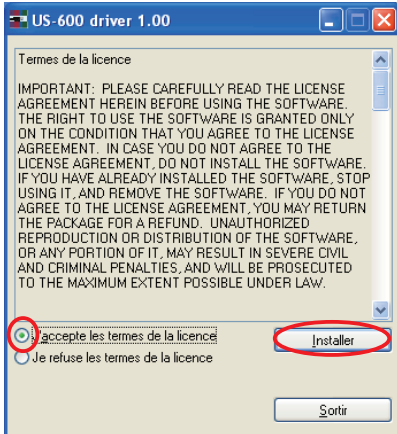 US-600 driver 1.00
Termes de la licence
IMPORTANT: PLEASE CAREFULLY READ THE LICENSE
AGREEMENT HEREIN BEFORE USING THE SOFTWARE.
THE RIGHT TO USE THE SOFTWARE IS GRANTED ONLY
ON THE CONDITION THAT YOU AGREE TO THE LICENSE
AGREEMENT. IN CASE YOU DO NOT AGREE TO THE
LICENSE AGREEMENT, DO NOT INSTALL THE SOFTWARE.
IF YOU HAVE ALREADY INSTALLED THE SOFTWARE, STOP
USING IT, AND REMOVE THE SOFTWARE. IF YOU DO NOT
AGREE TO THE LICENSE AGREEMENT, YOU MAY RETURN
THE PACKAGE FOR A REFUND. UNAUTHORIZED
REPRODUCTION OR DISTRIBUTION OF THE SOFTWARE,
OR ANY PORTION OF IT, MAY RESULT IN SEVERE CIVIL
AND CRIMINAL PENALTIES, AND WILL BE PROSECUTED
TO THE MAXIMUM EXTENT POSSIBLE UNDER LAW.
J'accepte les termes de la licence
Installer
Je refuse les termes de la licence
Sortir